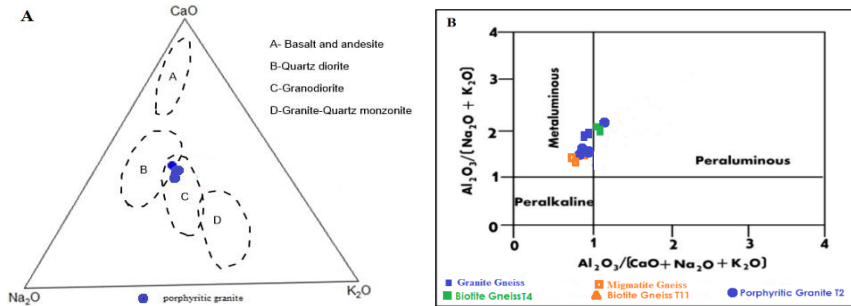 A
CaO
A- Basalt and andesite
B-Quartz diorite
C-Granodiorite
D-Granite-Quartz monzonite
A
B
C
D
Na2O
K2O
porphyritic granite
B
Al2O3/[Na2O + K2O]
4
3
2
1
0
Metaluminous
Peraluminous
Peralkaline
0
1
2
3
4
Al2O3/[CaO+Na2O + K2O]
Granite Gneiss
Migmatite Gneiss
Biotite GneissT4
Biotite Gneiss T11
Porphyritic Granite T2